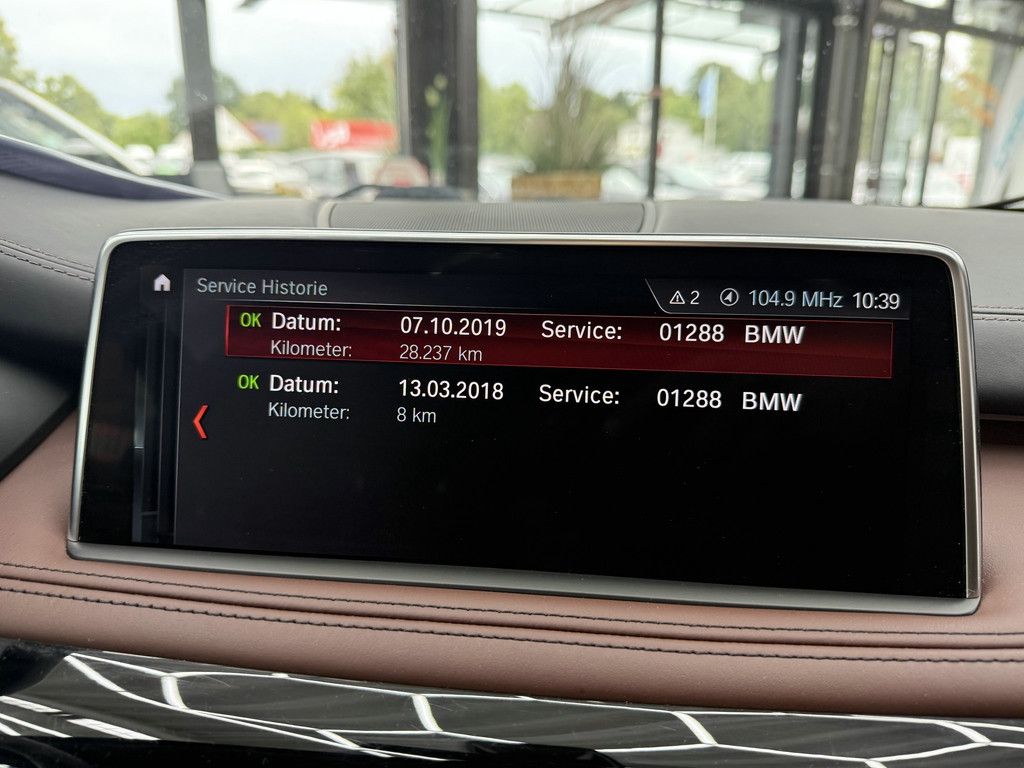 Service Historie
2 104.9 MHz 10:39
OK Datum: 07.10.2019 Service: 01288 BMW
Kilometer: 28.237 km
OK Datum: 13.03.2018 Service: 01288 BMW
Kilometer: 8 km